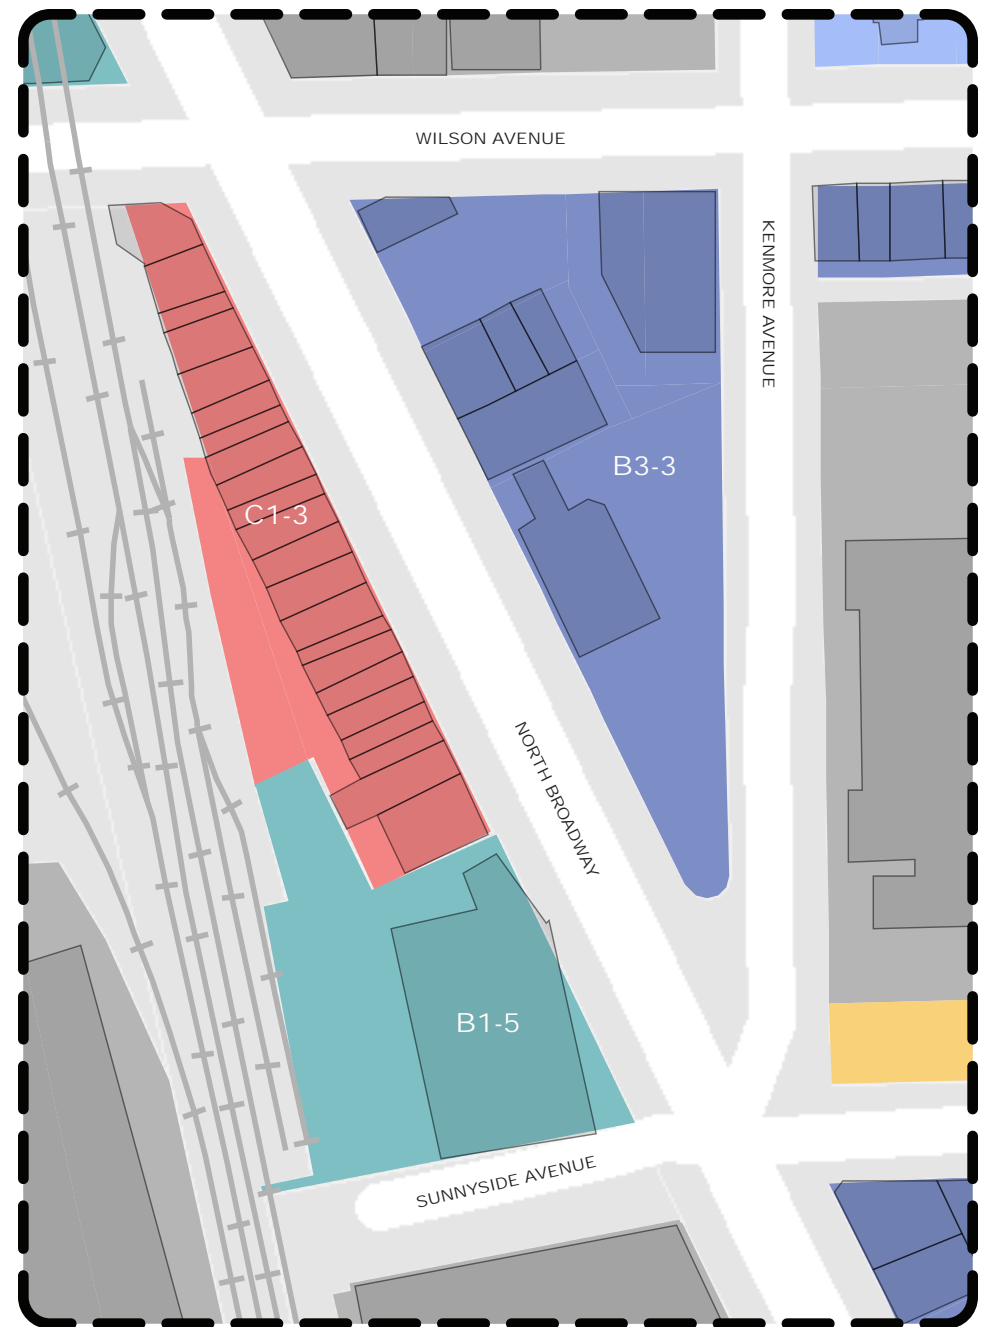 WILSON AVENUE
KENMORE AVENUE
B3-3
C1-3
NORTH BROADWAY
B1-5
SUNNYSIDE AVENUE